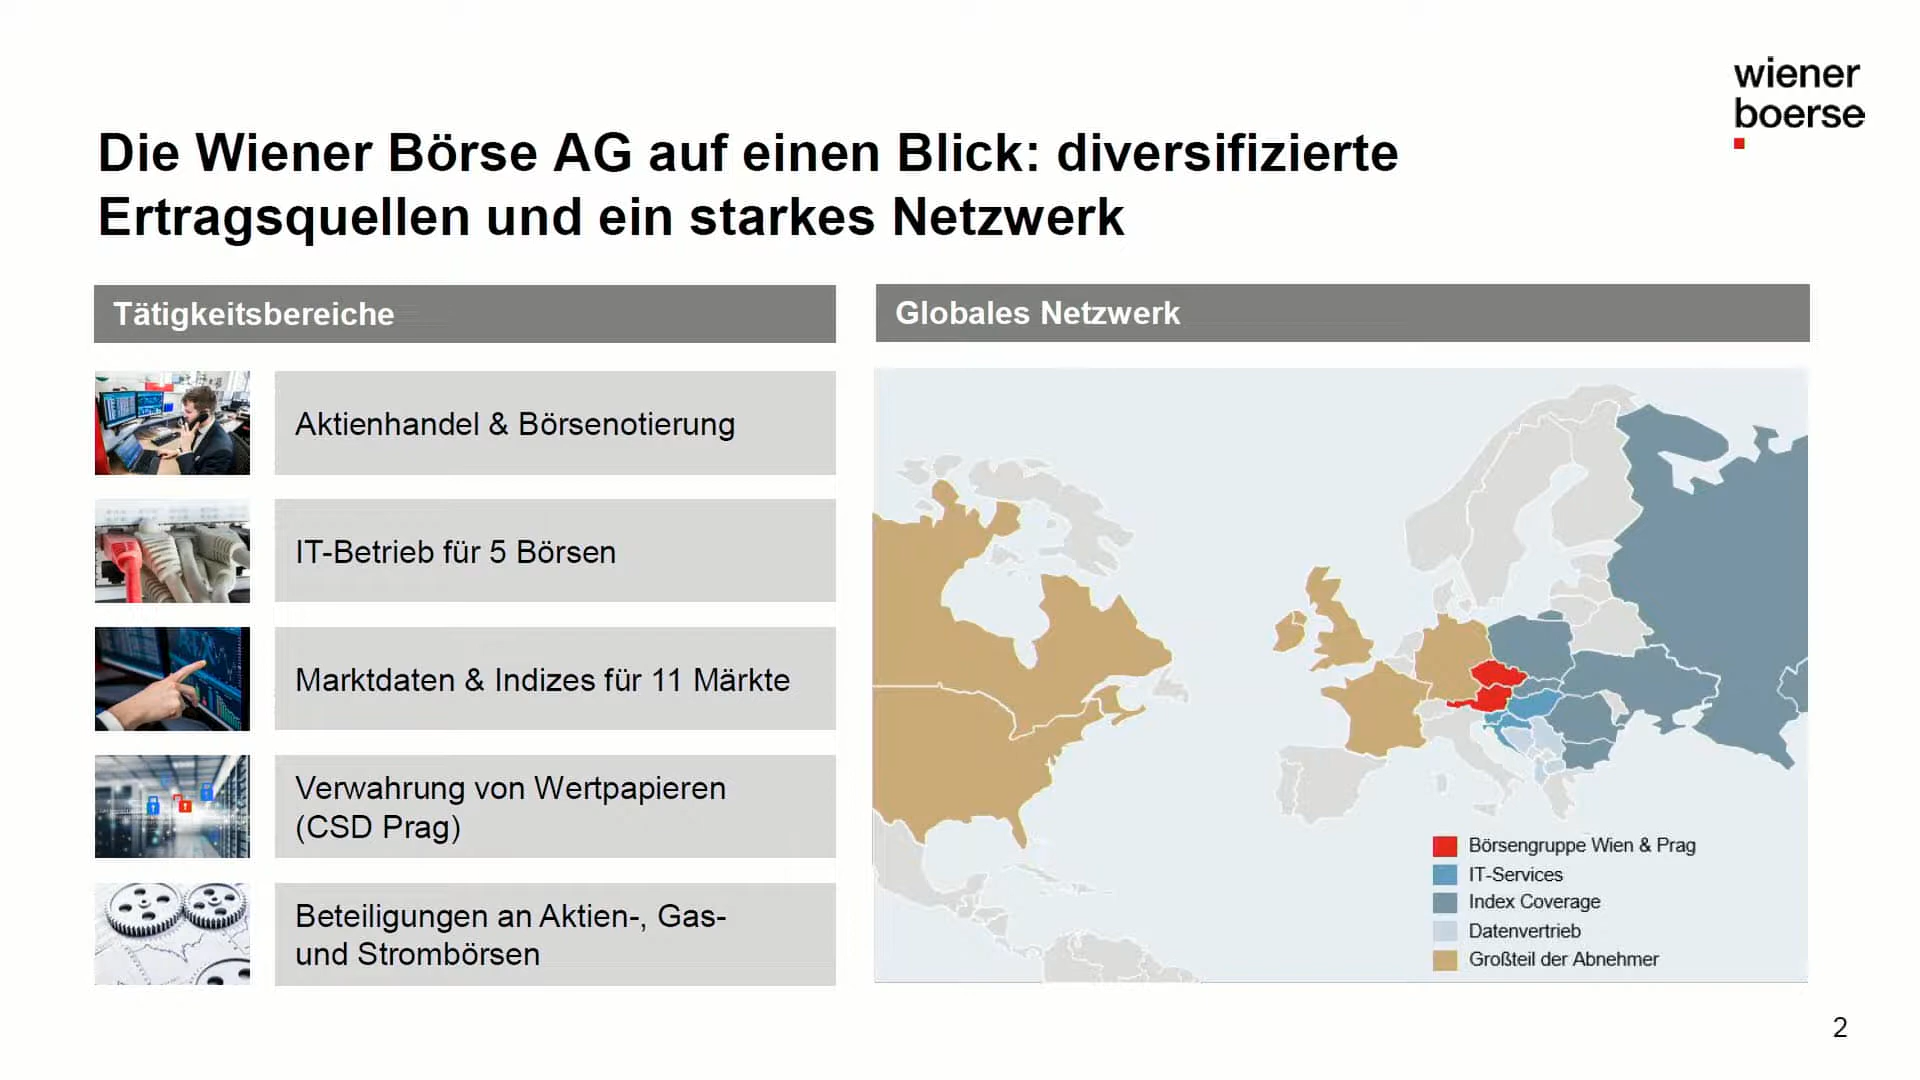 wiener
boerse
Die Wiener Börse AG auf einen Blick: diversifizierte
Ertragsquellen und ein starkes Netzwerk
Tätigkeitsbereiche
Aktienhandel & Börsenotierung
IT-Betrieb für 5 Börsen
Marktdaten & Indizes für 11 Märkte
Verwahrung von Wertpapieren
(CSD Prag)
Beteiligungen an Aktien-, Gas-
und Strombörsen
Globales Netzwerk
Börsengruppe Wien & Prag
IT-Services
Index Coverage
Datenvertrieb
Großteil der Abnehmer
2